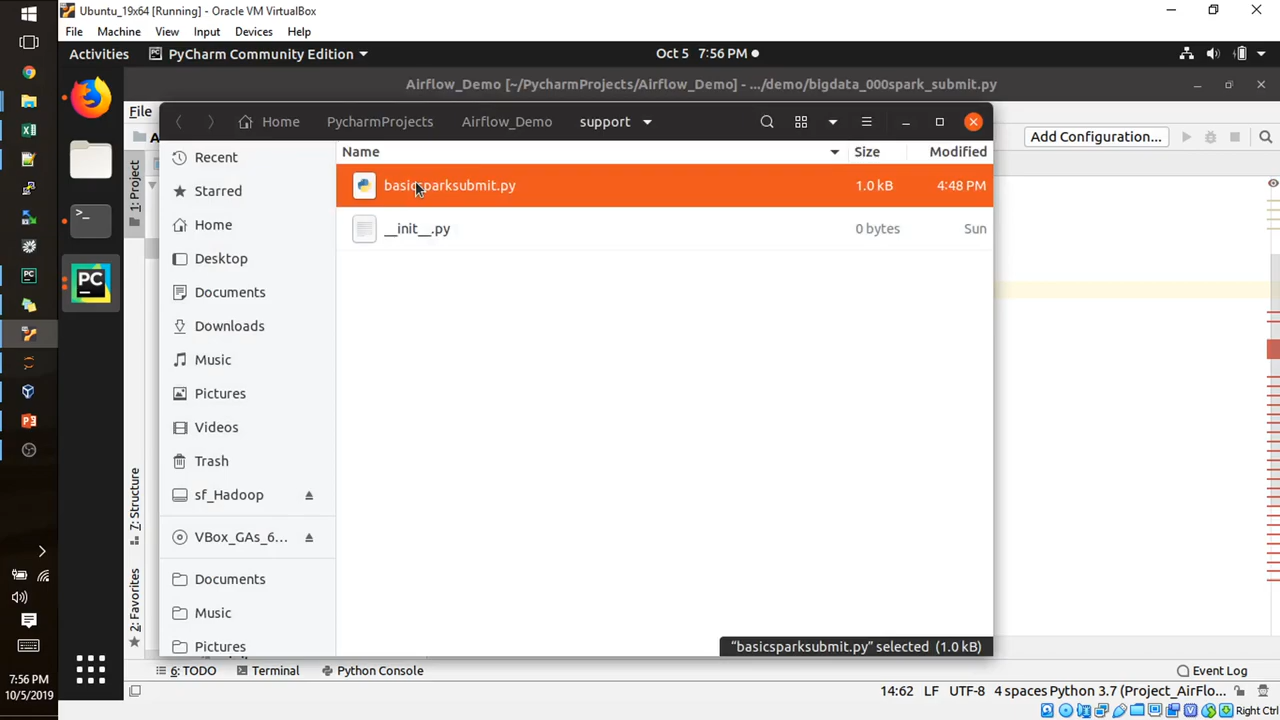 Ubuntu_19x64 [Running] - Oracle VM VirtualBox
File Machine View Input Devices Help
Activities PyCharm Community Edition Oct 5 7:56 PM
Airflow_Demo [~/PycharmProjects/Airflow_Demo] - .../demo/bigdata_000spark_submit.py
File
Home PycharmProjects Airflow_Demo support
A
Add Configuration...
Name Size Modified
1: Project
Recent
basicsparksubmit.py 1.0 kB 4:48 PM
Starred
Home
__init__.py 0 bytes Sun
Desktop
Documents
Downloads
Music
Pictures
Videos
Trash
sf_Hadoop
7: Structure
VBox_GAs_6...
Documents
2: Favorites
Music
Pictures
"basicsparksubmit.py" selected (1.0 kB)
PC
6: TODO Terminal Python Console Event Log
7:56 PM
10/5/2019
14:62 LF UTF-8 4 spaces Python 3.7 (Project_AirFlo...
Right Ctrl